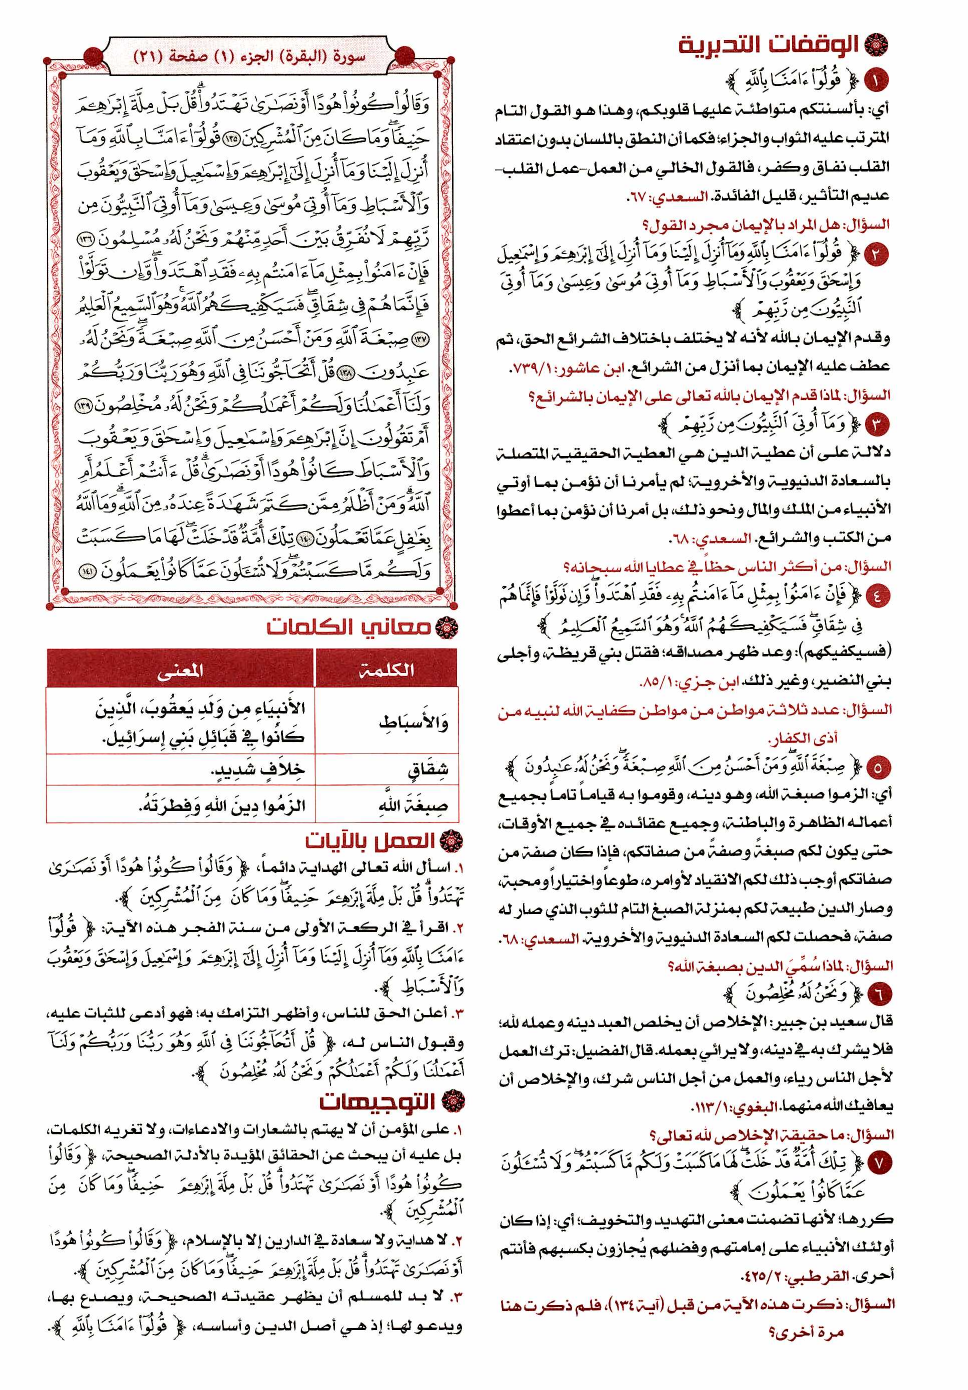 الوقفات التدبرية
١ ﴿ قُولُوٓا۟ ءَامَنَّا بِٱللَّهِ ﴾
أي: بألسنتكم متواطئة عليها قلوبكم، وهذا هو القول التام
المترتب عليه الثواب والجزاء؛ فكما أن النطق باللسان بدون اعتقاد
القلب نفاق وكفر، فالقول الخالي من العمل-عمل القلب-
عديم التأثير، قليل الفائدة. السعدي: ٦٧.
السؤال: هل المراد بالإيمان مجرد القول؟
٢ ﴿ قُولُوٓا۟ ءَامَنَّا بِٱللَّهِ وَمَآ أُنزِلَ إِلَيْنَا وَمَآ أُنزِلَ إِلَىٰٓ إِبْرَٰهِۦمَ وَإِسْمَٰعِيلَ
وَإِسْحَٰقَ وَيَعْقُوبَ وَٱلْأَسْبَاطِ وَمَآ أُوتِىَ مُوسَىٰ وَعِيسَىٰ وَمَآ أُوتِىَ
ٱلنَّبِيُّونَ مِن رَّبِّهِمْ ﴾
وقدم الإيمان بالله لأنه لا يختلف باختلاف الشرائع الحق، ثم
عطف عليه الإيمان بما أنزل من الشرائع. ابن عاشور: ٧٣٩/١.
السؤال: لماذا قدم الإيمان بالله تعالى على الإيمان بالشرائع؟
٣ ﴿ وَمَآ أُوتِىَ ٱلنَّبِيُّونَ مِن رَّبِّهِمْ ﴾
دلالة على أن عطية الدين هي العطية الحقيقية المتصلة
بالسعادة الدنيوية والأخروية؛ لم يأمرنا أن نؤمن بما أوتي
الأنبياء من الملك والمال ونحو ذلك، بل أمرنا أن نؤمن بما أعطوا
من الكتب والشرائع. السعدي: ٦٨.
السؤال: من أكثر الناس حظاً في عطايا الله سبحانه؟
٤ ﴿ فَإِنْ ءَامَنُوا۟ بِمِثْلِ مَآ ءَامَنتُم بِهِۦ فَقَدِ ٱهْتَدَوا۟ ۖ وَّإِن تَوَلَّوْا۟ فَإِنَّمَا هُمْ
فِى شِقَاقٍ ۖ فَسَيَكْفِيكَهُمُ ٱللَّهُ ۚ وَهُوَ ٱلسَّمِيعُ ٱلْعَلِيمُ ﴾
(فسيكفيكهم): وعد ظهر مصداقه؛ فقتل بني قريظة، وأجلى
بني النضير، وغير ذلك. ابن جزي: ٨٥/١.
السؤال: عدد ثلاثة مواطن من مواطن كفاية الله لنبيه من
أذى الكفار.
٥ ﴿ صِبْغَةَ ٱللَّهِ ۖ وَمَنْ أَحْسَنُ مِنَ ٱللَّهِ صِبْغَةً ۖ وَنَحْنُ لَهُۥ عَٰبِدُونَ ﴾
أي: الزموا صبغة الله، وهو دينه، وقوموا به قياماً تاماً بجميع
أعماله الظاهرة والباطنة، وجميع عقائده في جميع الأوقات،
حتى يكون لكم صبغةً وصفةً من صفاتكم، فإذا كان صفة من
صفاتكم أوجب ذلك لكم الانقياد لأوامره، طوعاً واختياراً ومحبة،
وصار الدين طبيعة لكم بمنزلة الصبغ التام للثوب الذي صار له
صفة، فحصلت لكم السعادة الدنيوية والأخروية. السعدي: ٦٨.
السؤال: لماذا سُمِّيَ الدين بصبغة الله؟
٦ ﴿ وَنَحْنُ لَهُۥ مُخْلِصُونَ ﴾
قال سعيد بن جبير: الإخلاص أن يخلص العبد دينه وعمله لله؛
فلا يشرك به في دينه، ولا يرائي بعمله. قال الفضيل: ترك العمل
لأجل الناس رياء، والعمل من أجل الناس شرك، والإخلاص أن
يعافيك الله منهما. البغوي: ١١٣/١.
السؤال: ما حقيقة الإخلاص لله تعالى؟
٧ ﴿ تِلْكَ أُمَّةٌ قَدْ خَلَتْ ۖ لَهَا مَا كَسَبَتْ وَلَكُم مَّا كَسَبْتُمْ ۖ وَلَا تُسْـَٔلُونَ
عَمَّا كَانُوا۟ يَعْمَلُونَ ﴾
كررها؛ لأنها تضمنت معنى التهديد والتخويف؛ أي: إذا كان
أولئك الأنبياء على إمامتهم وفضلهم يُجازون بكسبهم فأنتم
أحرى. القرطبي: ٤٢٥/٢.
السؤال: ذكرت هذه الآية من قبل (آية ١٣٤)، فلم ذكرت هنا
مرة أخرى؟
سورة (البقرة) الجزء (١) صفحة (٢١)
وَقَالُوا۟ كُونُوا۟ هُودًا أَوْ نَصَٰرَىٰ تَهْتَدُوا۟ ۗ قُلْ بَلْ مِلَّةَ إِبْرَٰهِۦمَ
حَنِيفًا ۖ وَمَا كَانَ مِنَ ٱلْمُشْرِكِينَ ١٣٥ قُولُوٓا۟ ءَامَنَّا بِٱللَّهِ وَمَآ
أُنزِلَ إِلَيْنَا وَمَآ أُنزِلَ إِلَىٰٓ إِبْرَٰهِۦمَ وَإِسْمَٰعِيلَ وَإِسْحَٰقَ وَيَعْقُوبَ
وَٱلْأَسْبَاطِ وَمَآ أُوتِىَ مُوسَىٰ وَعِيسَىٰ وَمَآ أُوتِىَ ٱلنَّبِيُّونَ مِن
رَّبِّهِمْ لَا نُفَرِّقُ بَيْنَ أَحَدٍ مِّنْهُمْ وَنَحْنُ لَهُۥ مُسْلِمُونَ ١٣٦
فَإِنْ ءَامَنُوا۟ بِمِثْلِ مَآ ءَامَنتُم بِهِۦ فَقَدِ ٱهْتَدَوا۟ ۖ وَّإِن تَوَلَّوْا۟
فَإِنَّمَا هُمْ فِى شِقَاقٍ ۖ فَسَيَكْفِيكَهُمُ ٱللَّهُ ۚ وَهُوَ ٱلسَّمِيعُ ٱلْعَلِيمُ
١٣٧ صِبْغَةَ ٱللَّهِ ۖ وَمَنْ أَحْسَنُ مِنَ ٱللَّهِ صِبْغَةً ۖ وَنَحْنُ لَهُۥ
عَٰبِدُونَ ١٣٨ قُلْ أَتُحَآجُّونَنَا فِى ٱللَّهِ وَهُوَ رَبُّنَا وَرَبُّكُمْ
وَلَنَآ أَعْمَٰلُنَا وَلَكُمْ أَعْمَٰلُكُمْ وَنَحْنُ لَهُۥ مُخْلِصُونَ ١٣٩
أَمْ تَقُولُونَ إِنَّ إِبْرَٰهِۦمَ وَإِسْمَٰعِيلَ وَإِسْحَٰقَ وَيَعْقُوبَ
وَٱلْأَسْبَاطَ كَانُوا۟ هُودًا أَوْ نَصَٰرَىٰ ۗ قُلْ ءَأَنتُمْ أَعْلَمُ أَمِ
ٱللَّهُ ۗ وَمَنْ أَظْلَمُ مِمَّن كَتَمَ شَهَٰدَةً عِندَهُۥ مِنَ ٱللَّهِ ۗ وَمَا ٱللَّهُ
بِغَٰفِلٍ عَمَّا تَعْمَلُونَ ١٤٠ تِلْكَ أُمَّةٌ قَدْ خَلَتْ ۖ لَهَا مَا كَسَبَتْ
وَلَكُم مَّا كَسَبْتُمْ ۖ وَلَا تُسْـَٔلُونَ عَمَّا كَانُوا۟ يَعْمَلُونَ ١٤١
معاني الكلمات
الكلمة المعنى
وَالأَسبَاطِ الأَنبِيَاءِ مِن وَلَدِ يَعقُوبَ، الَّذِينَ
كَانُوا فِي قَبَائِلِ بَنِي إِسرَائِيل.
شِقَاقٍ خِلاَفٍ شَدِيدٍ.
صِبغَةَ اللَّهِ الزَمُوا دِينَ اللهِ وَفِطرَتَهُ.
العمل بالآيات
١. اسأل الله تعالى الهداية دائماً، ﴿ وَقَالُوا۟ كُونُوا۟ هُودًا أَوْ نَصَٰرَىٰ
تَهْتَدُوا۟ ۗ قُلْ بَلْ مِلَّةَ إِبْرَٰهِۦمَ حَنِيفًا ۖ وَمَا كَانَ مِنَ ٱلْمُشْرِكِينَ ﴾.
٢. اقرأ في الركعة الأولى من سنة الفجر هذه الآية: ﴿ قُولُوٓا۟
ءَامَنَّا بِٱللَّهِ وَمَآ أُنزِلَ إِلَيْنَا وَمَآ أُنزِلَ إِلَىٰٓ إِبْرَٰهِۦمَ وَإِسْمَٰعِيلَ وَإِسْحَٰقَ وَيَعْقُوبَ
وَٱلْأَسْبَاطِ ﴾.
٣. أعلن الحق للناس، وأظهر التزامك به؛ فهو أدعى للثبات عليه،
وقبول الناس له، ﴿ قُلْ أَتُحَآجُّونَنَا فِى ٱللَّهِ وَهُوَ رَبُّنَا وَرَبُّكُمْ وَلَنَآ
أَعْمَٰلُنَا وَلَكُمْ أَعْمَٰلُكُمْ وَنَحْنُ لَهُۥ مُخْلِصُونَ ﴾.
التوجيهات
١. على المؤمن أن لا يهتم بالشعارات والادعاءات، ولا تغريه الكلمات،
بل عليه أن يبحث عن الحقائق المؤيدة بالأدلة الصحيحة، ﴿ وَقَالُوا۟
كُونُوا۟ هُودًا أَوْ نَصَٰرَىٰ تَهْتَدُوا۟ ۗ قُلْ بَلْ مِلَّةَ إِبْرَٰهِۦمَ حَنِيفًا ۖ وَمَا كَانَ مِنَ
ٱلْمُشْرِكِينَ ﴾.
٢. لا هداية ولا سعادة في الدارين إلا بالإسلام، ﴿ وَقَالُوا۟ كُونُوا۟ هُودًا
أَوْ نَصَٰرَىٰ تَهْتَدُوا۟ ۗ قُلْ بَلْ مِلَّةَ إِبْرَٰهِۦمَ حَنِيفًا ۖ وَمَا كَانَ مِنَ ٱلْمُشْرِكِينَ ﴾.
٣. لا بد للمسلم أن يظهر عقيدته الصحيحة، ويصدع بها،
ويدعو لها؛ إذ هي أصل الدين وأساسه، ﴿ قُولُوٓا۟ ءَامَنَّا بِٱللَّهِ ﴾.